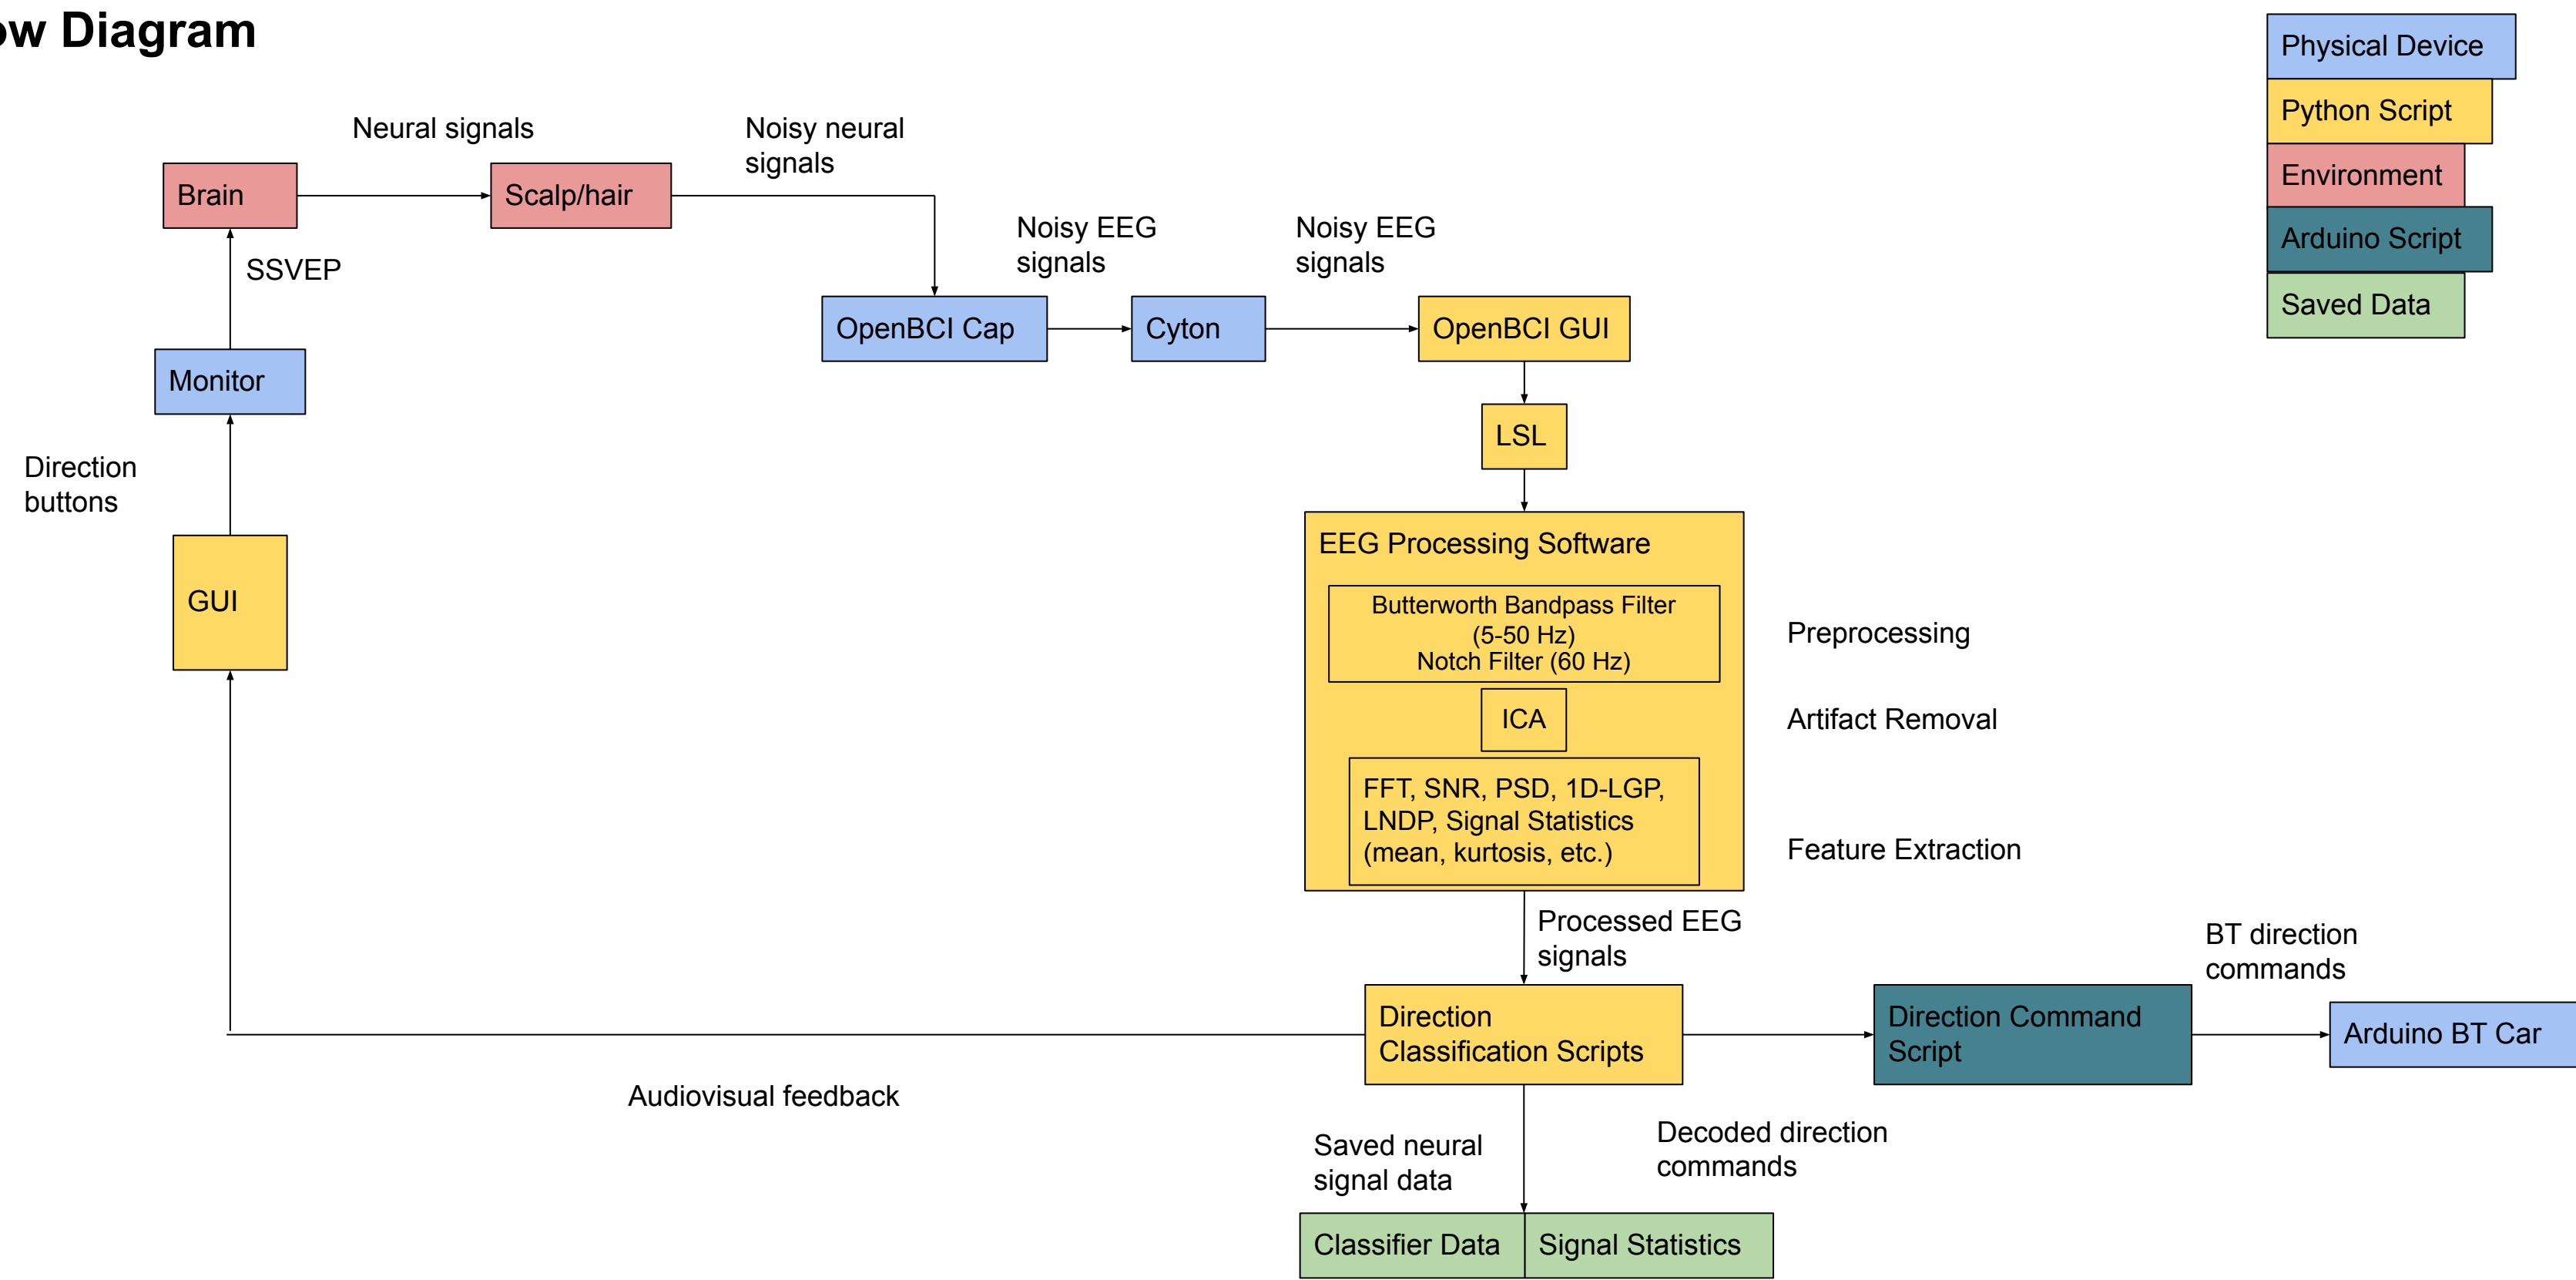 ow Diagram
Physical Device
Python Script
Environment
Arduino Script
Saved Data
Neural signals
Noisy neural
signals
Brain
Scalp/hair
SSVEP
Noisy EEG
signals
Noisy EEG
signals
OpenBCI Cap
Cyton
OpenBCI GUI
Monitor
LSL
Direction
buttons
GUI
EEG Processing Software
Butterworth Bandpass Filter
(5-50 Hz)
Notch Filter (60 Hz)
Preprocessing
ICA
Artifact Removal
FFT, SNR, PSD, 1D-LGP,
LNDP, Signal Statistics
(mean, kurtosis, etc.)
Feature Extraction
Processed EEG
signals
BT direction
commands
Direction
Classification Scripts
Direction Command
Script
Arduino BT Car
Audiovisual feedback
Saved neural
signal data
Decoded direction
commands
Classifier Data
Signal Statistics